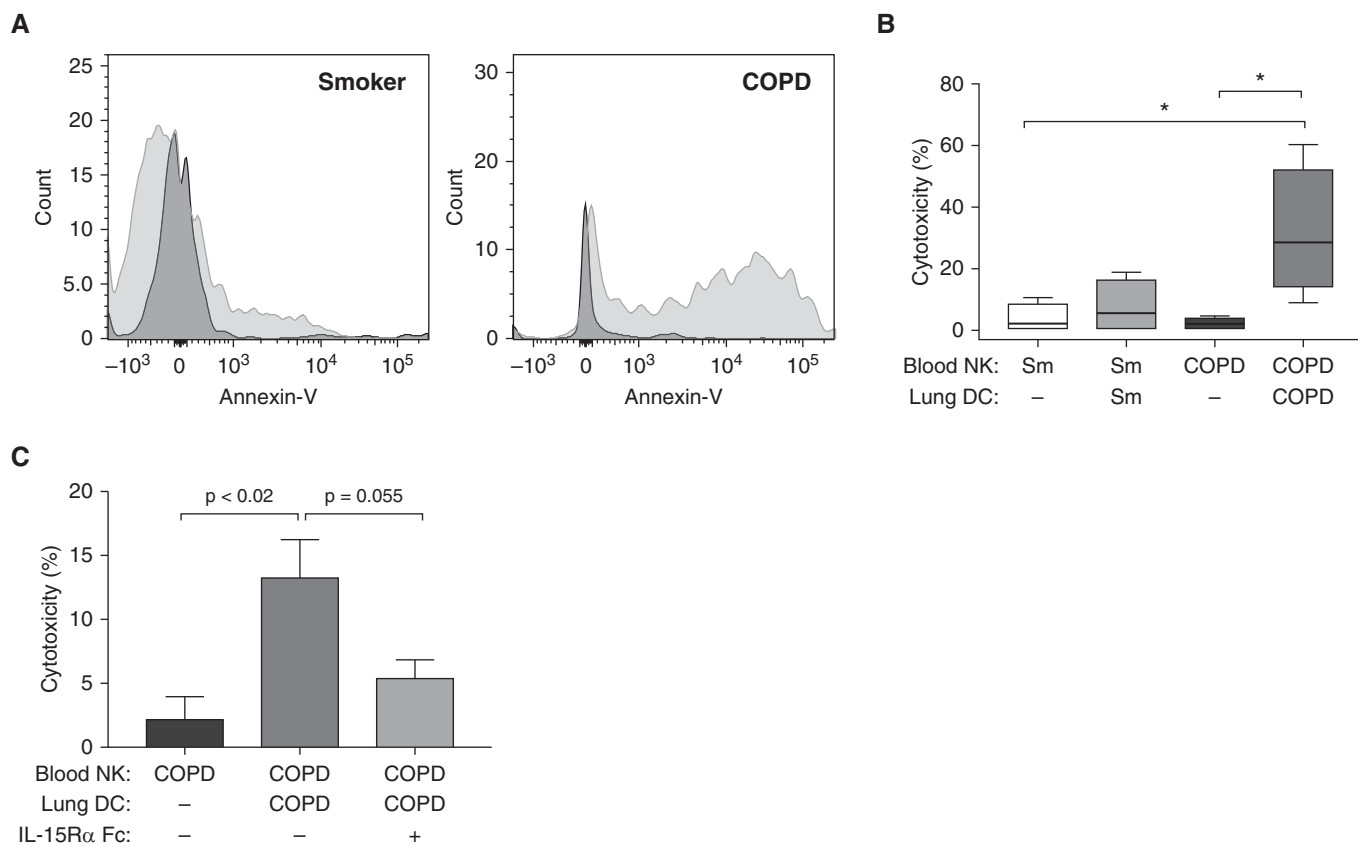 A
Smoker
25
20
15
10
5.0
0
Count
–10³ 0 10³ 10⁴ 10⁵
Annexin-V
COPD
30
20
10
0
Count
–10³ 0 10³ 10⁴ 10⁵
Annexin-V
B
80
60
40
20
0
Cytotoxicity (%)
*
*
Blood NK: Sm Sm COPD COPD
Lung DC: – Sm – COPD
C
20
15
10
5
0
Cytotoxicity (%)
p < 0.02 p = 0.055
Blood NK: COPD COPD COPD
Lung DC: – COPD COPD
IL-15Rα Fc: – – +